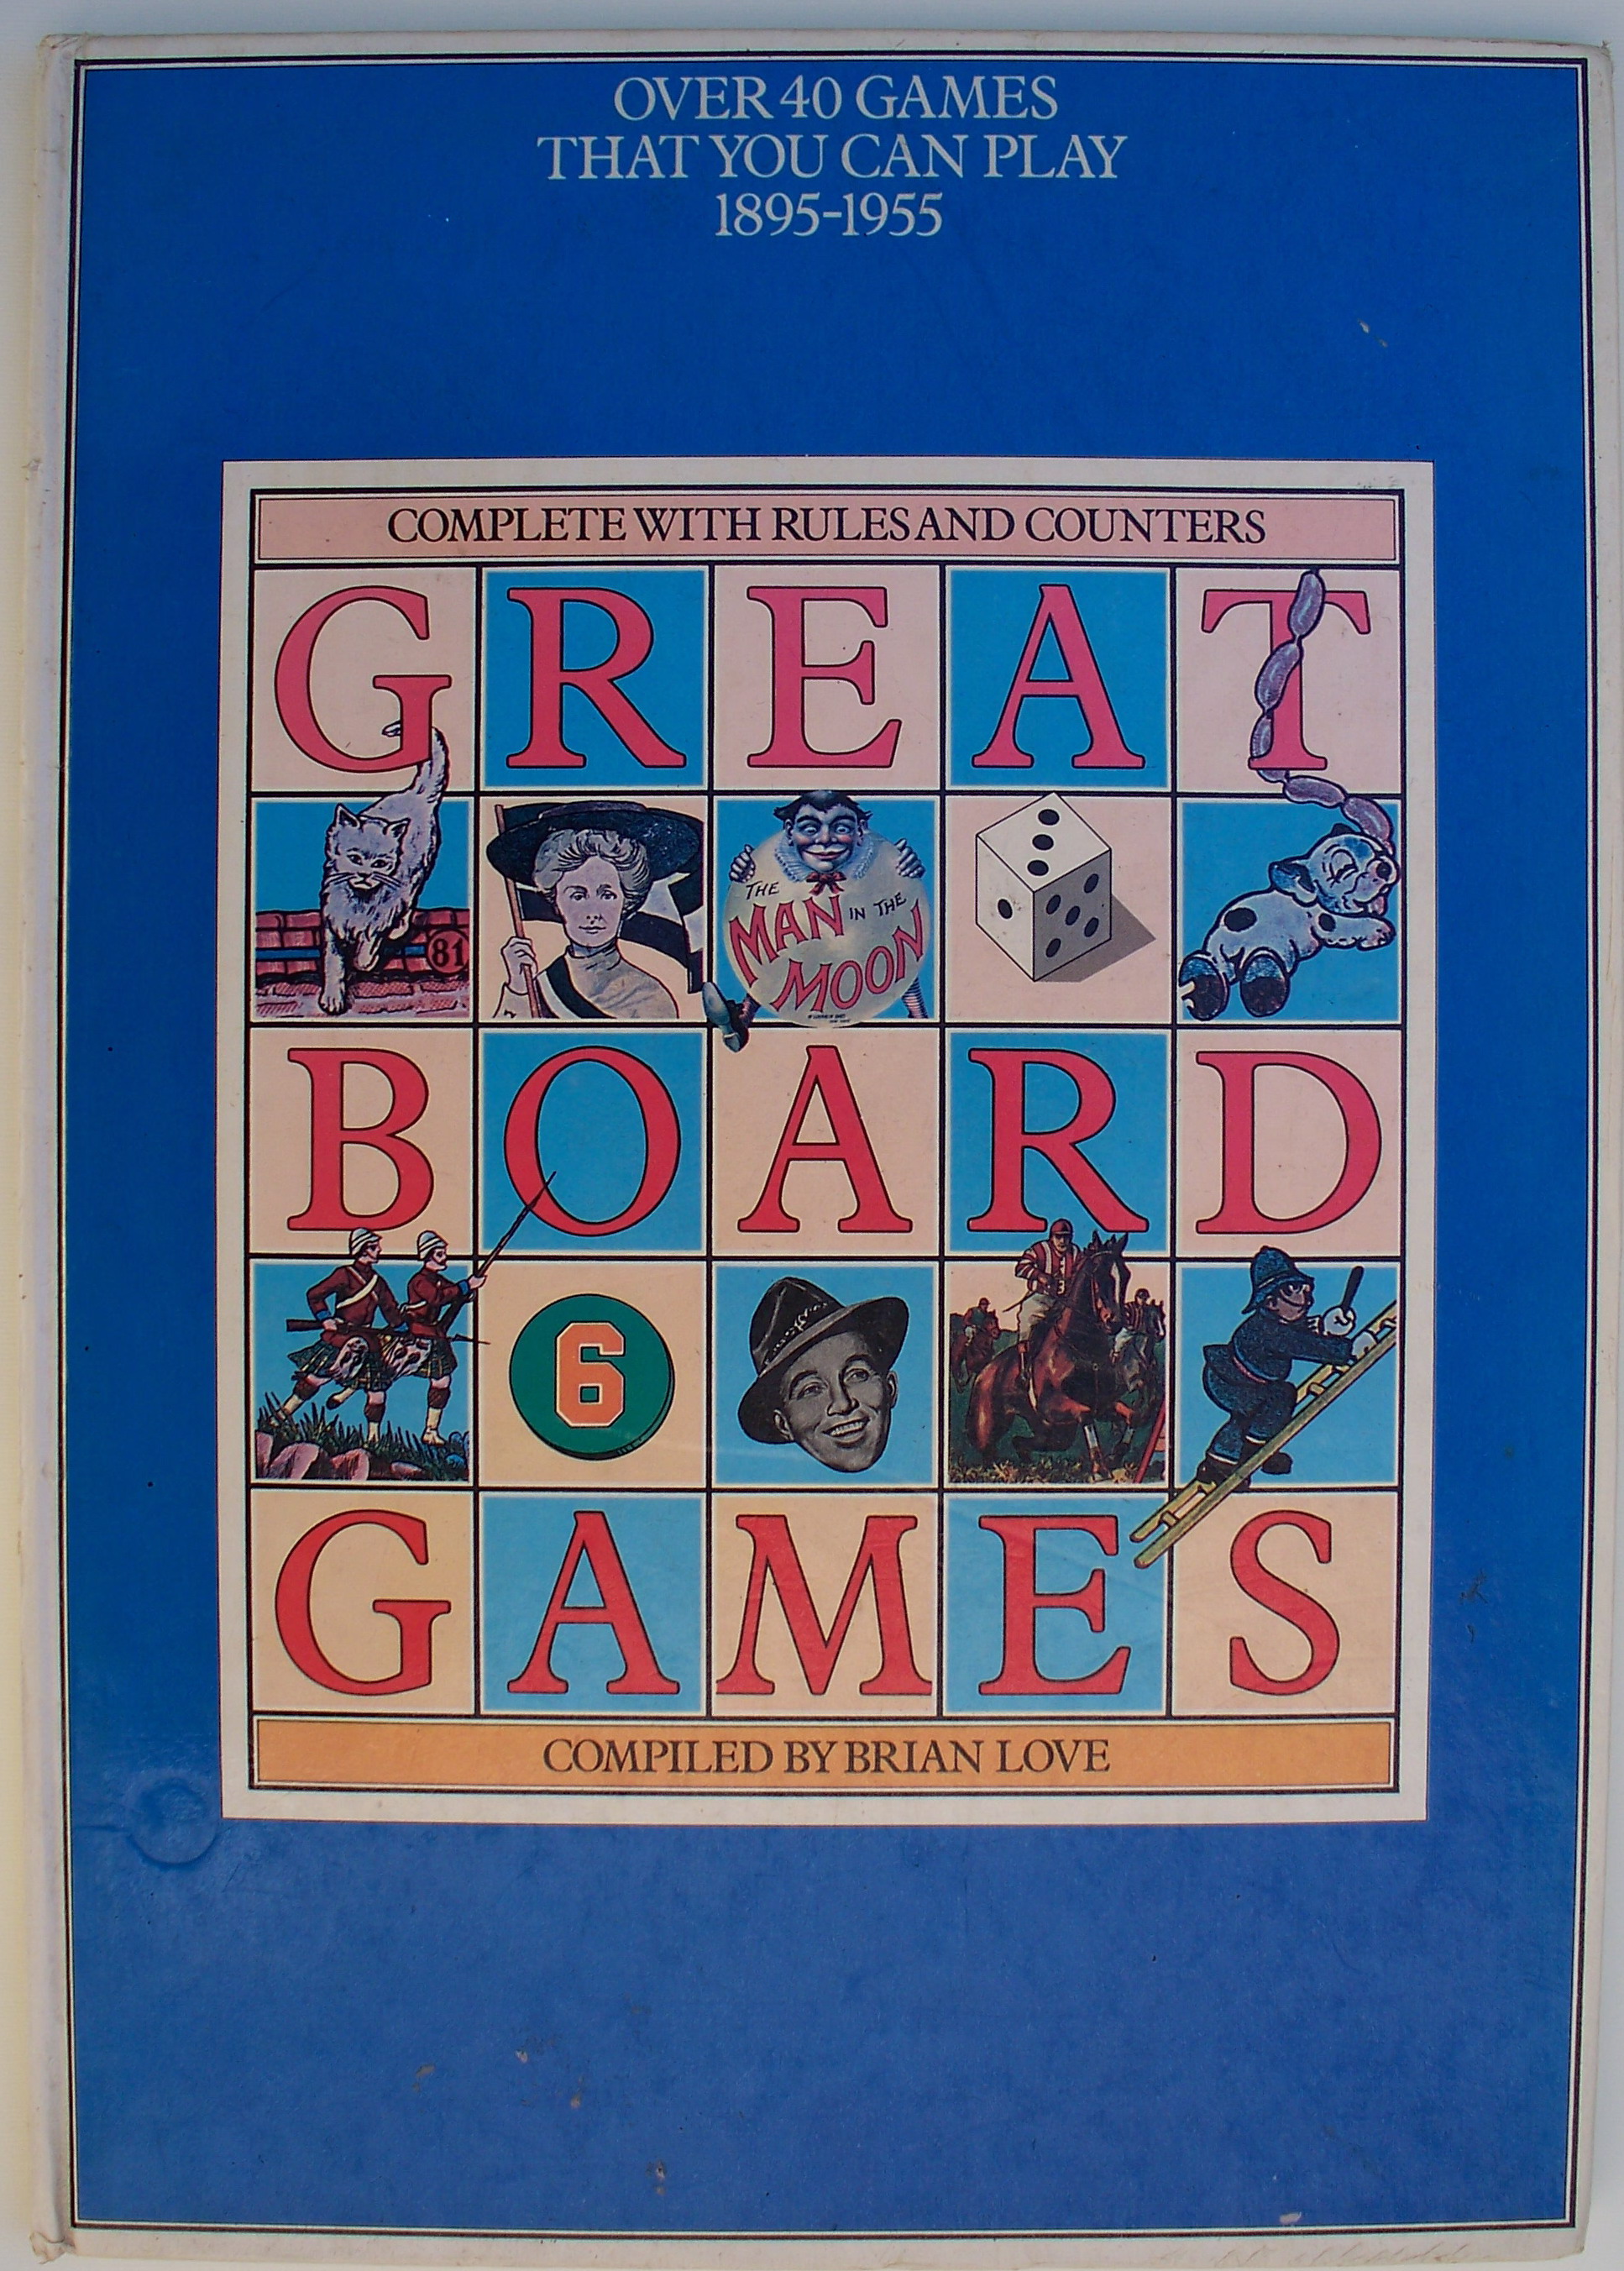 OVER 40 GAMES
THAT YOU CAN PLAY
1895-1955
COMPLETE WITH RULES AND COUNTERS
GREAT
81
THE
MAN IN THE
MOON
BOARD
6
GAMES
COMPILED BY BRIAN LOVE